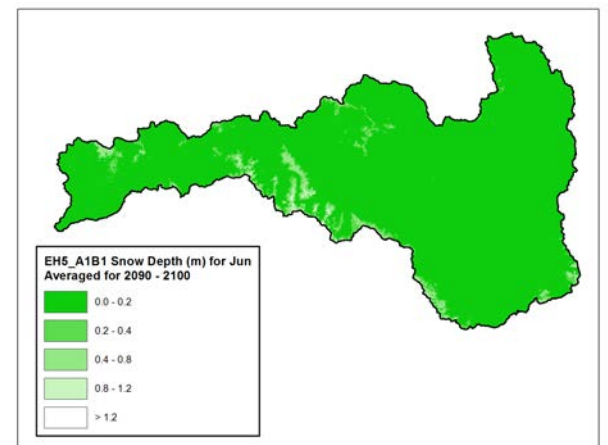 EH5_A1B1 Snow Depth (m) for Jun
Averaged for 2090 - 2100
0.0 - 0.2
0.2 - 0.4
0.4 - 0.8
0.8 - 1.2
> 1.2